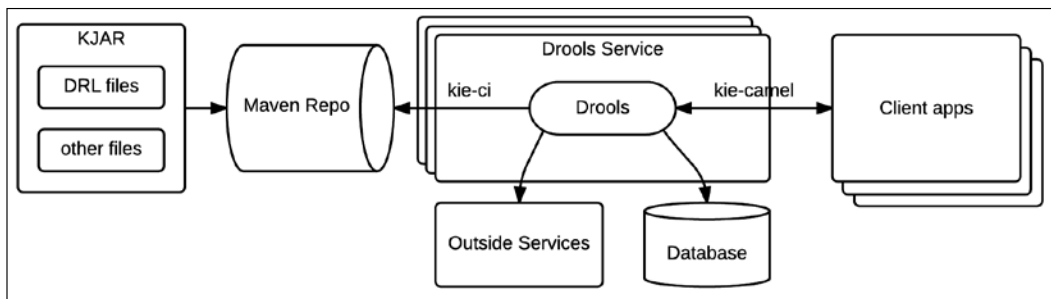 KJAR
DRL files
other files
Maven Repo
kie-ci
Drools Service
Drools
kie-camel
Client apps
Outside Services
Database